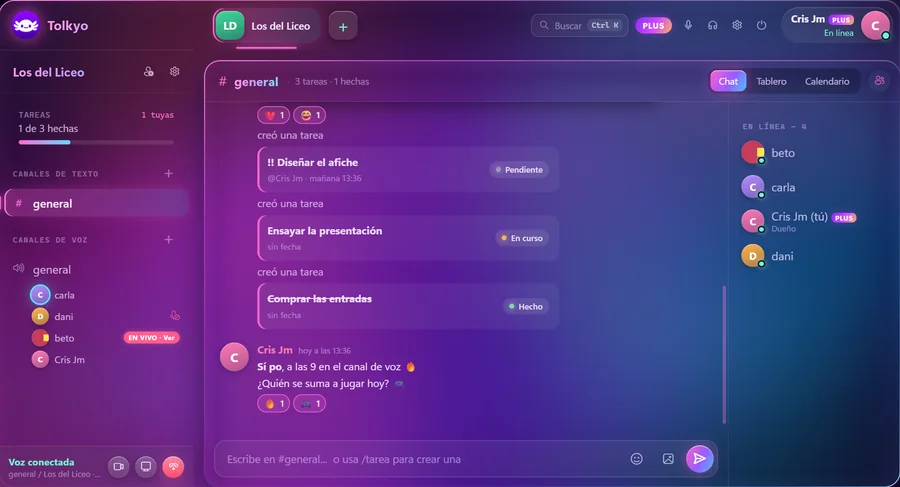 Tolkyo
LD Los del Liceo +
Buscar Ctrl K
PLUS
Cris Jm PLUS
En línea
C
Los del Liceo
TAREAS 1 tuyas
1 de 3 hechas
CANALES DE TEXTO +
# general
CANALES DE VOZ +
general
C carla
D dani
beto EN VIVO · Ver
C Cris Jm
Voz conectada
general / Los del Liceo ·...
# general · 3 tareas · 1 hechas
Chat Tablero Calendario
❤️ 1 😂 1
creó una tarea
!! Diseñar el afiche
@Cris Jm · mañana 13:36
Pendiente
creó una tarea
Ensayar la presentación
sin fecha
En curso
creó una tarea
Comprar las entradas
sin fecha
Hecho
C Cris Jm hoy a las 13:36
Sí po, a las 9 en el canal de voz 🔥
¿Quién se suma a jugar hoy? 🎮
🔥 1 🎮 1
Escribe en #general... o usa /tarea para crear una
EN LÍNEA — 4
beto
C carla
C Cris Jm (tú) PLUS
Dueño
D dani